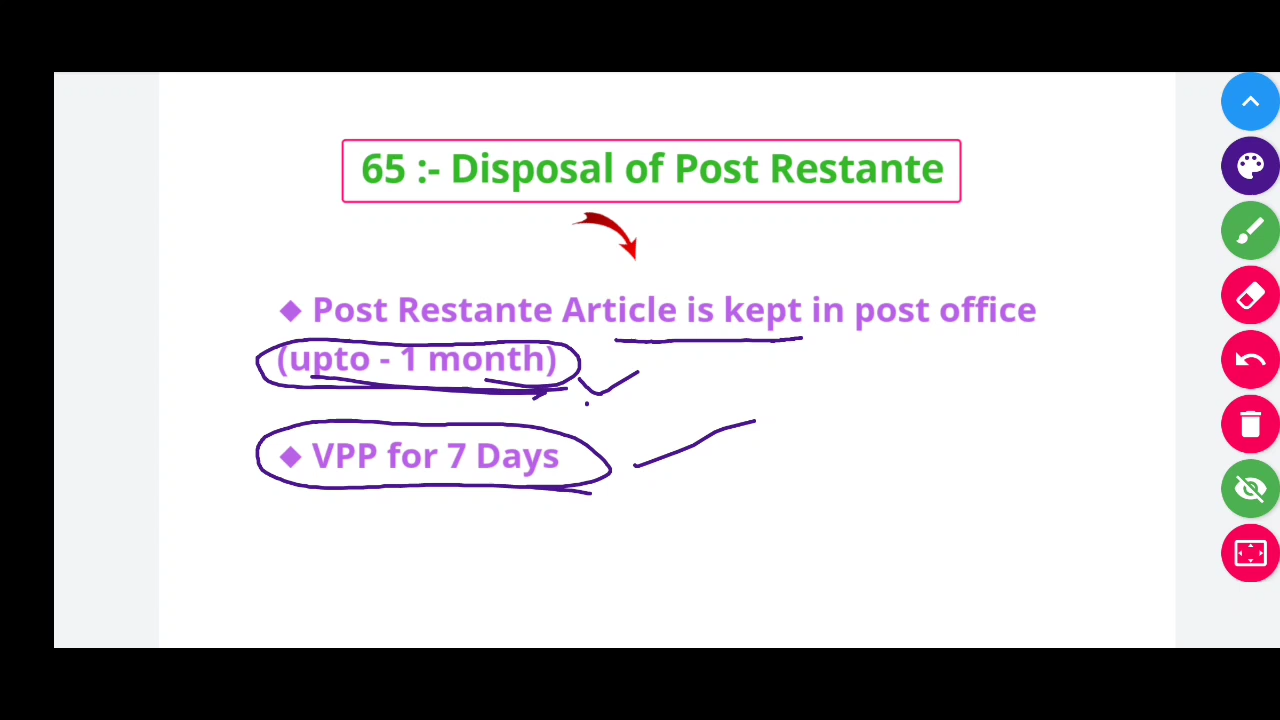 65 :- Disposal of Post Restante
◆ Post Restante Article is kept in post office
(upto - 1 month)
◆ VPP for 7 Days